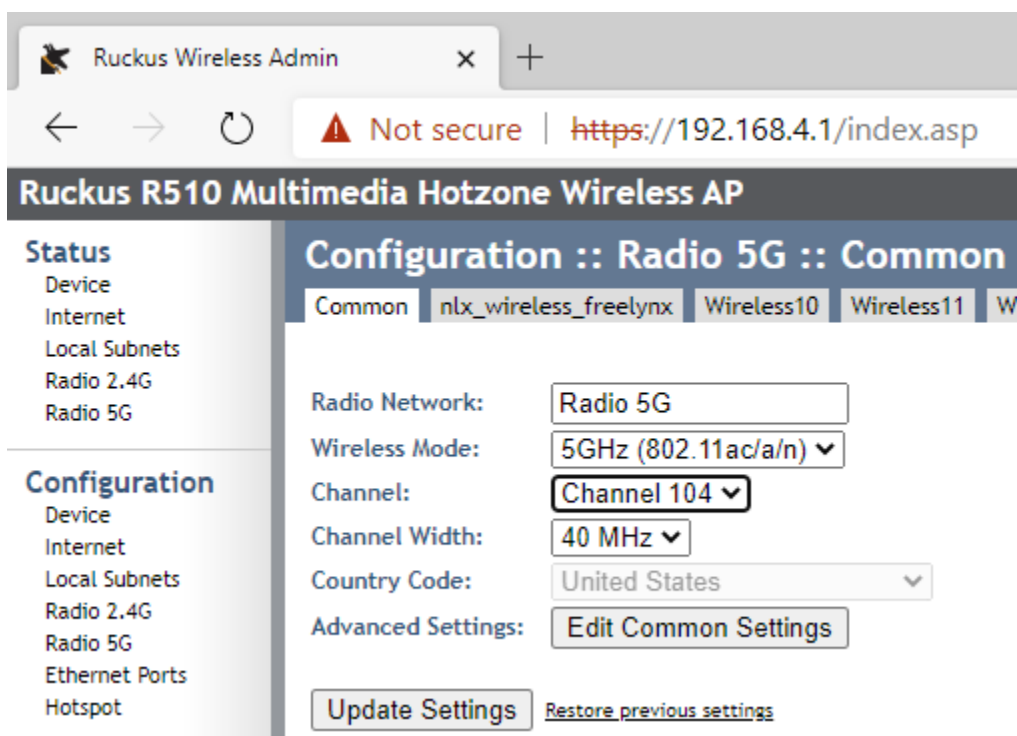 Ruckus Wireless Admin
Not secure | https://192.168.4.1/index.asp
Ruckus R510 Multimedia Hotzone Wireless AP
Status
Device
Internet
Local Subnets
Radio 2.4G
Radio 5G
Configuration
Device
Internet
Local Subnets
Radio 2.4G
Radio 5G
Ethernet Ports
Hotspot
Configuration :: Radio 5G :: Common
Common nlx_wireless_freelynx Wireless10 Wireless11 W
Radio Network: Radio 5G
Wireless Mode: 5GHz (802.11ac/a/n)
Channel: Channel 104
Channel Width: 40 MHz
Country Code: United States
Advanced Settings: Edit Common Settings
Update Settings Restore previous settings